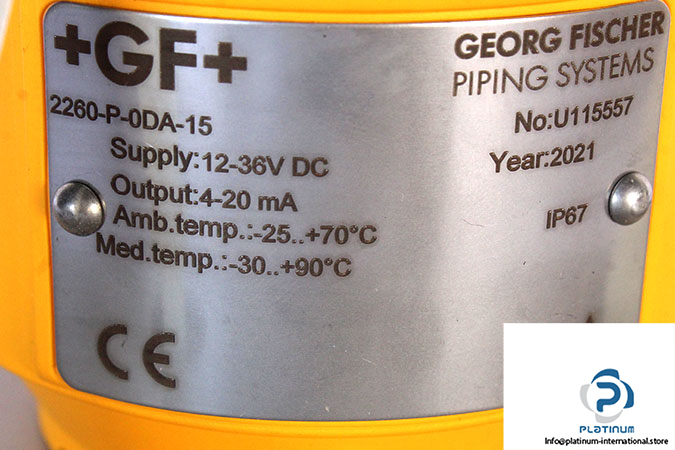 +GF+
GEORG FISCHER
PIPING SYSTEMS
2260-P-0DA-15
No:U115557
Supply:12-36V DC
Year:2021
Output:4-20 mA
Amb.temp.:-25..+70°C
IP67
Med.temp.:-30..+90°C
CE
PLATINUM
Info@platinum-international.store